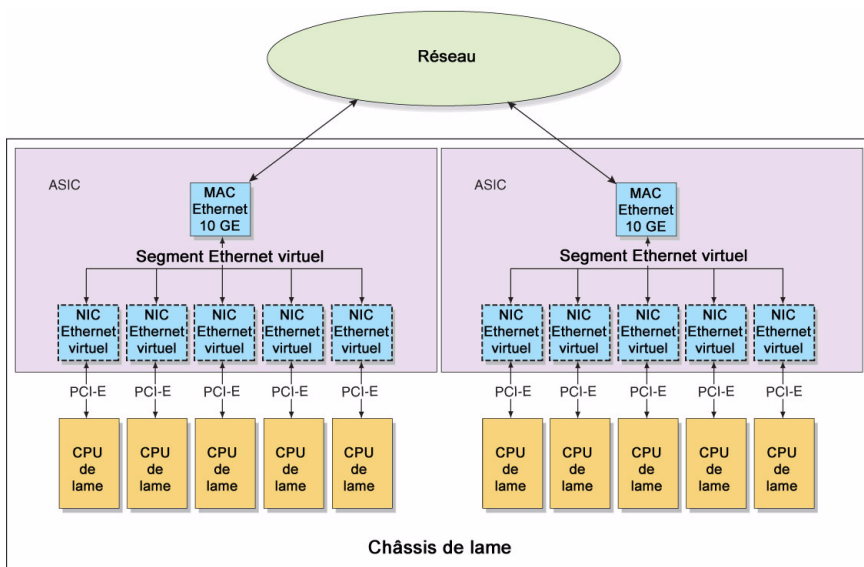 Réseau
ASIC
MAC
Ethernet
10 GE
Segment Ethernet virtuel
NIC
Ethernet
virtuel
NIC
Ethernet
virtuel
NIC
Ethernet
virtuel
NIC
Ethernet
virtuel
NIC
Ethernet
virtuel
PCI-E
PCI-E
PCI-E
PCI-E
PCI-E
CPU
de
lame
CPU
de
lame
CPU
de
lame
CPU
de
lame
CPU
de
lame
ASIC
MAC
Ethernet
10 GE
Segment Ethernet virtuel
NIC
Ethernet
virtuel
NIC
Ethernet
virtuel
NIC
Ethernet
virtuel
NIC
Ethernet
virtuel
NIC
Ethernet
virtuel
PCI-E
PCI-E
PCI-E
PCI-E
PCI-E
CPU
de
lame
CPU
de
lame
CPU
de
lame
CPU
de
lame
CPU
de
lame
Châssis de lame